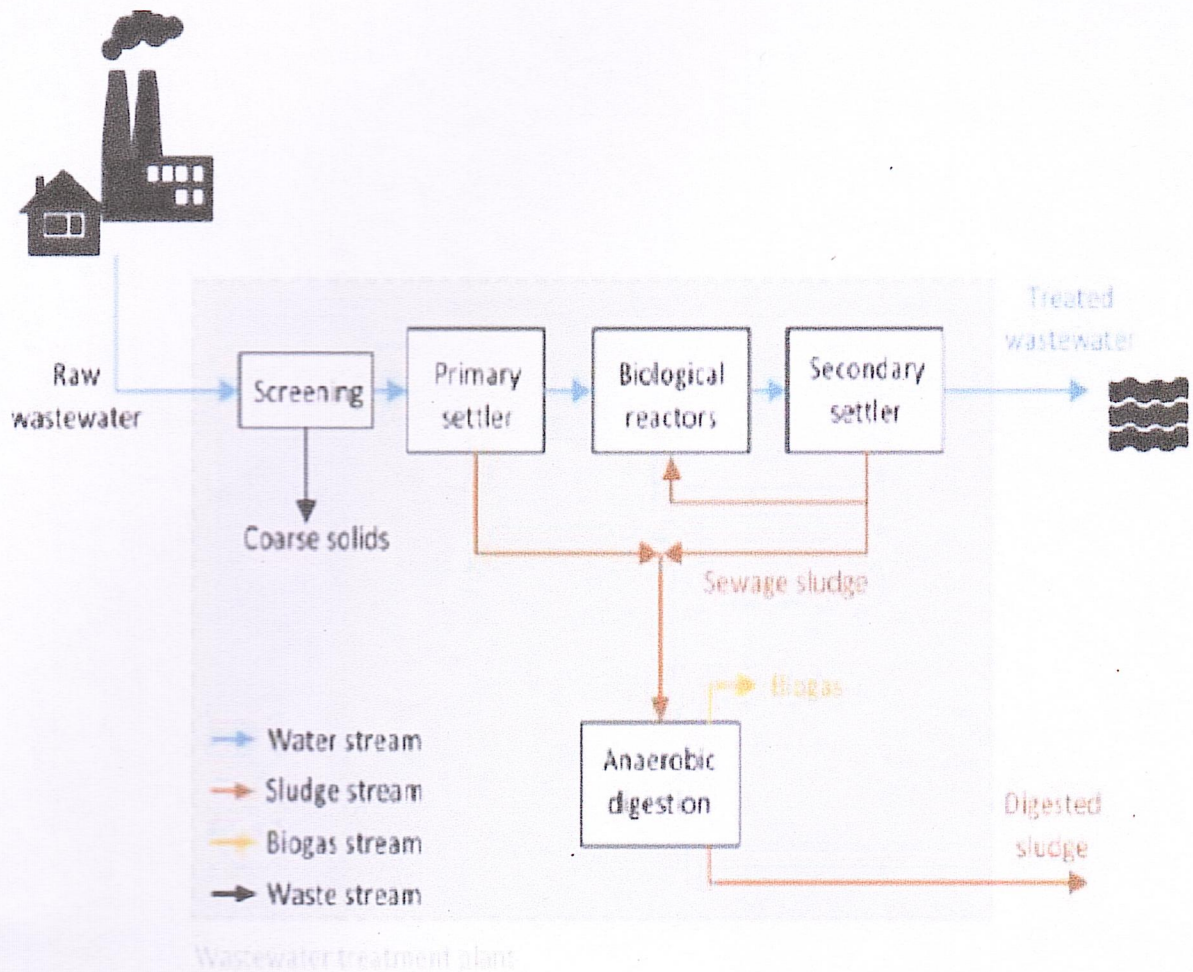 Treated
wastewater
Raw
wastewater
Screening
Primary
settler
Biological
reactors
Secondary
settler
Coarse solids
Sewage sludge
Biogas
Anaerobic
digestion
Water stream
Sludge stream
Biogas stream
Waste stream
Digested
sludge
Wastewater treatment plant